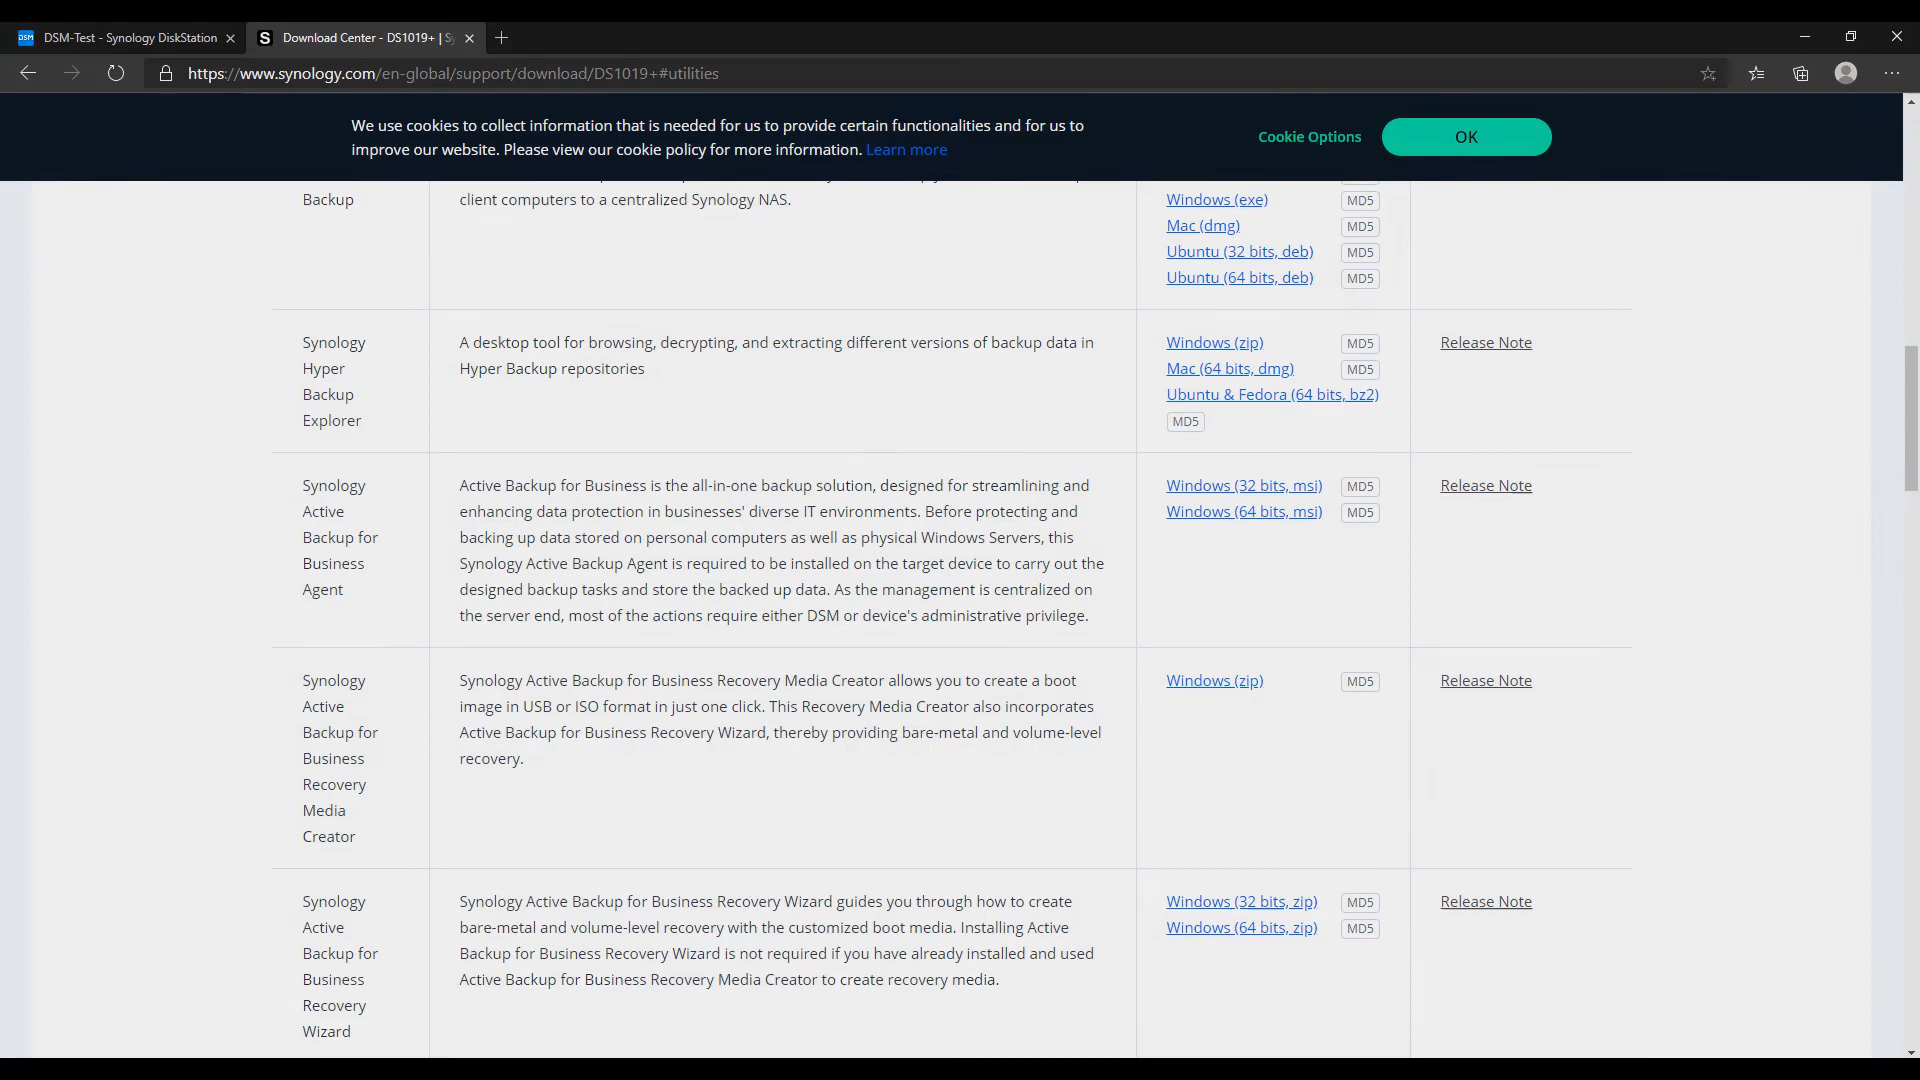 DSM-Test - Synology DiskStation
Download Center - DS1019+ | Sy
https://www.synology.com/en-global/support/download/DS1019+#utilities
We use cookies to collect information that is needed for us to provide certain functionalities and for us to
improve our website. Please view our cookie policy for more information. Learn more
Cookie Options
OK
Backup
client computers to a centralized Synology NAS.
Windows (exe) MD5
Mac (dmg) MD5
Ubuntu (32 bits, deb) MD5
Ubuntu (64 bits, deb) MD5
Synology
Hyper
Backup
Explorer
A desktop tool for browsing, decrypting, and extracting different versions of backup data in
Hyper Backup repositories
Windows (zip) MD5
Mac (64 bits, dmg) MD5
Ubuntu & Fedora (64 bits, bz2)
MD5
Release Note
Synology
Active
Backup for
Business
Agent
Active Backup for Business is the all-in-one backup solution, designed for streamlining and
enhancing data protection in businesses' diverse IT environments. Before protecting and
backing up data stored on personal computers as well as physical Windows Servers, this
Synology Active Backup Agent is required to be installed on the target device to carry out the
designed backup tasks and store the backed up data. As the management is centralized on
the server end, most of the actions require either DSM or device's administrative privilege.
Windows (32 bits, msi) MD5
Windows (64 bits, msi) MD5
Release Note
Synology
Active
Backup for
Business
Recovery
Media
Creator
Synology Active Backup for Business Recovery Media Creator allows you to create a boot
image in USB or ISO format in just one click. This Recovery Media Creator also incorporates
Active Backup for Business Recovery Wizard, thereby providing bare-metal and volume-level
recovery.
Windows (zip) MD5
Release Note
Synology
Active
Backup for
Business
Recovery
Wizard
Synology Active Backup for Business Recovery Wizard guides you through how to create
bare-metal and volume-level recovery with the customized boot media. Installing Active
Backup for Business Recovery Wizard is not required if you have already installed and used
Active Backup for Business Recovery Media Creator to create recovery media.
Windows (32 bits, zip) MD5
Windows (64 bits, zip) MD5
Release Note